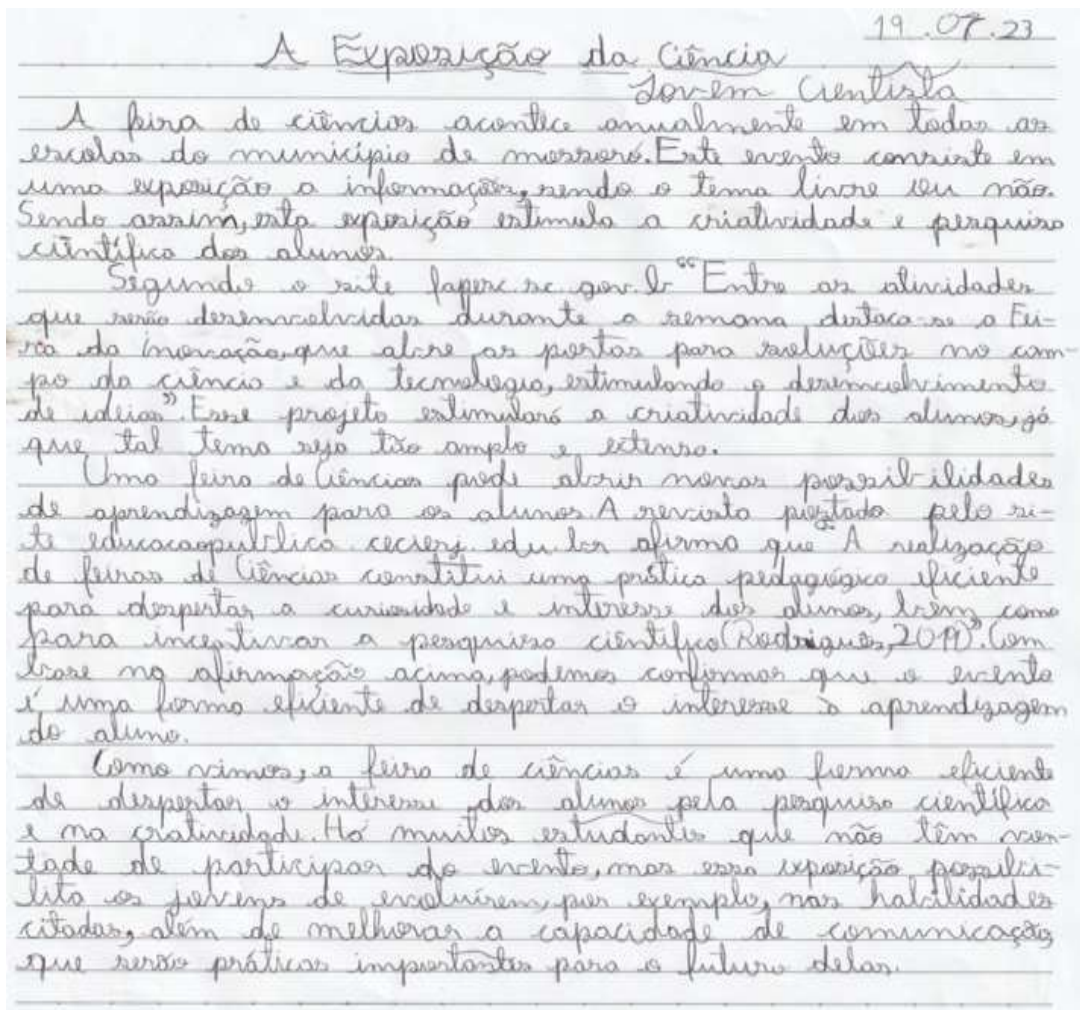 19.07.23
A Exposição da Ciência
Jovem Cientista
A feira de ciências acontece anualmente em todas as
escolas do município de mossoró. Este evento consiste em
uma exposição a informações, sendo o tema livre ou não.
Sendo assim, esta exposição estimula a criatividade e pesquisa
científica dos alunos.
Segundo o site fapesc.sc.gov.br “Entre as atividades
que serão desenvolvidas durante a semana destaca-se a Fei-
ra da inovação, que abre as portas para soluções no cam-
po da ciência e da tecnologia, estimulando o desenvolvimento
de ideias”. Esse projeto estimulará a criatividade dos alunos, já
que tal tema seja tão amplo e extenso.
Uma feira de Ciências pode abrir novas possibilidades
de aprendizagem para os alunos. A revista postada pelo si-
te educacaopublica.cecierj.edu.br afirma que “A realização
de feiras de Ciências constitui uma prática pedagógica eficiente
para despertar a curiosidade e interesse dos alunos, bem como
para incentivar a pesquisa científica (Rodrigues, 2019)”. Com
base na afirmação acima, podemos confirmar que o evento
é uma forma eficiente de despertar o interesse à aprendizagem
do aluno.
Como vimos, a feira de ciências é uma forma eficiente
de despertar o interesse dos alunos pela pesquisa científica
e na criatividade. Há muitos estudantes que não têm von-
tade de participar do evento, mas essa exposição possibi-
lita os jovens de evoluírem, por exemplo, nas habilidades
citadas, além de melhorar a capacidade de comunicação,
que serão práticas importantes para o futuro delas.